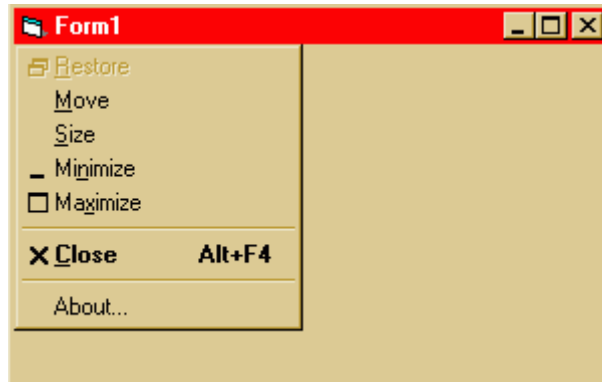 Form1
Restore
Move
Size
Minimize
Maximize
Close Alt+F4
About...